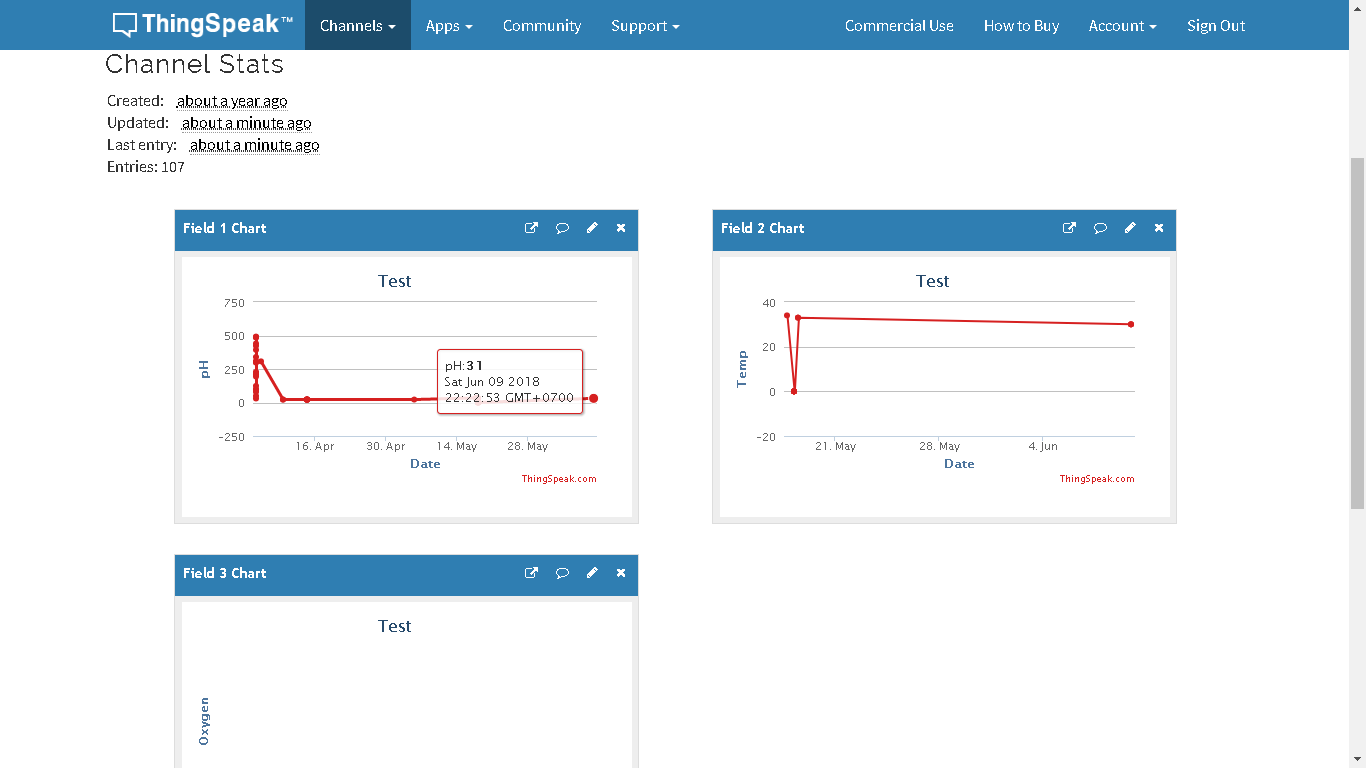 ThingSpeak™ Channels Apps Community Support Commercial Use How to Buy Account Sign Out
Channel Stats
Created: about a year ago
Updated: about a minute ago
Last entry: about a minute ago
Entries: 107
Field 1 Chart
Test
750
500
250
0
-250
pH
pH:31
Sat Jun 09 2018
22:22:53 GMT+0700
16. Apr 30. Apr 14. May 28. May
Date
ThingSpeak.com
Field 2 Chart
Test
40
20
0
-20
Temp
21. May 28. May 4. Jun
Date
ThingSpeak.com
Field 3 Chart
Test
Oxygen